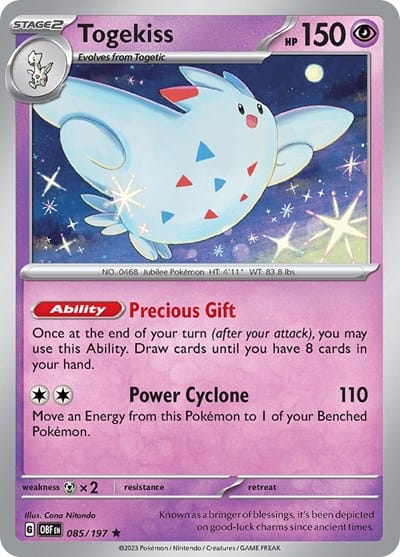 STAGE2
Togekiss
HP 150
Evolves from Togetic
NO. 0468 Jubilee Pokémon HT: 4'11" WT: 83.8 lbs
Ability Precious Gift
Once at the end of your turn (after your attack), you may
use this Ability. Draw cards until you have 8 cards in
your hand.
Power Cyclone 110
Move an Energy from this Pokémon to 1 of your Benched
Pokémon.
weakness ×2 resistance retreat
Illus. Cona Nitanda
G OBF EN 085/197
Known as a bringer of blessings, it's been depicted
on good-luck charms since ancient times.
©2023 Pokémon / Nintendo / Creatures / GAME FREAK